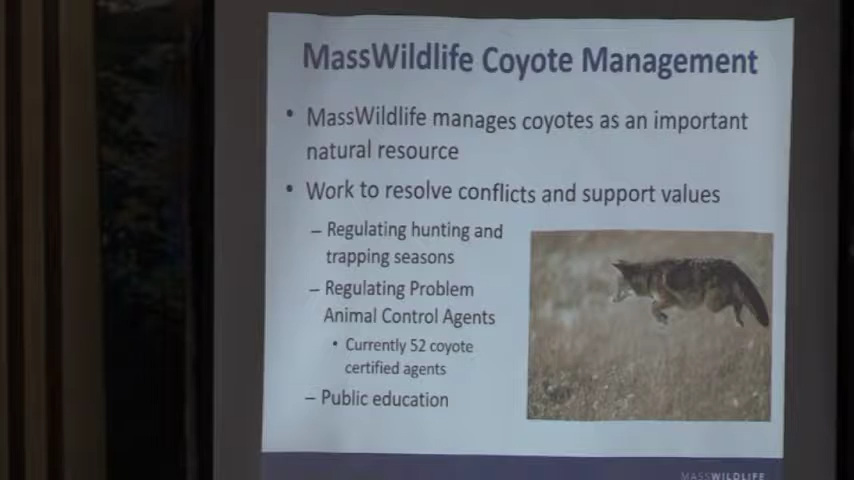 MassWildlife Coyote Management
• MassWildlife manages coyotes as an important
natural resource
• Work to resolve conflicts and support values
– Regulating hunting and
trapping seasons
– Regulating Problem
Animal Control Agents
• Currently 52 coyote
certified agents
– Public education
MASSWILDLIFE